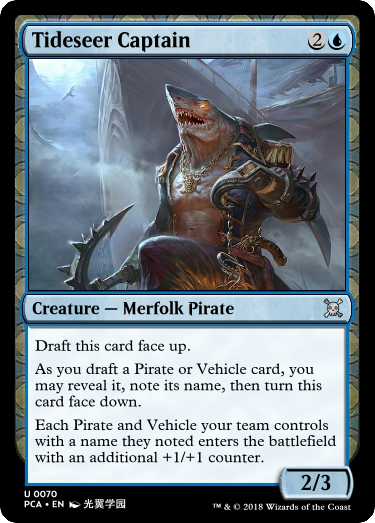 Tideseer Captain 2
Creature — Merfolk Pirate
Draft this card face up.
As you draft a Pirate or Vehicle card, you
may reveal it, note its name, then turn this
card face down.
Each Pirate and Vehicle your team controls
with a name they noted enters the battlefield
with an additional +1/+1 counter.
2/3
U 0070
PCA • EN 光翼学园
™ & © 2018 Wizards of the Coast